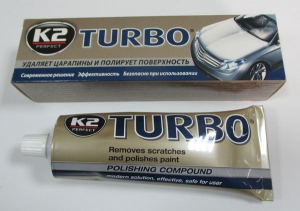 K2
PERFECT
TURBO
УДАЛЯЕТ ЦАРАПИНЫ И ПОЛИРУЕТ ПОВЕРХНОСТЬ
Современное решение Эффективность Безопасно при использовании
K2
PERFECT
TURBO
Removes scratches
and polishes paint
POLISHING COMPOUND
modern solution, effective, safe for user